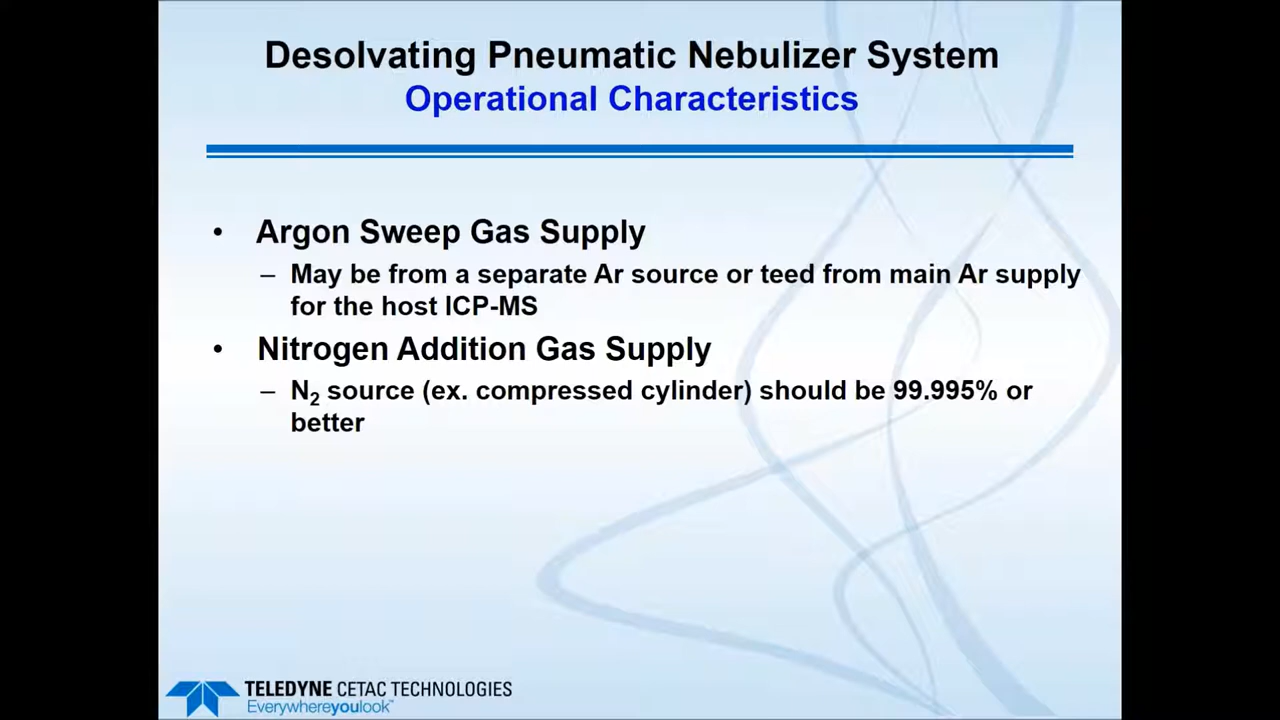 Desolvating Pneumatic Nebulizer System
Operational Characteristics
• Argon Sweep Gas Supply
– May be from a separate Ar source or teed from main Ar supply
for the host ICP-MS
• Nitrogen Addition Gas Supply
– N₂ source (ex. compressed cylinder) should be 99.995% or
better
TELEDYNE CETAC TECHNOLOGIES
Everywhereyoulook™